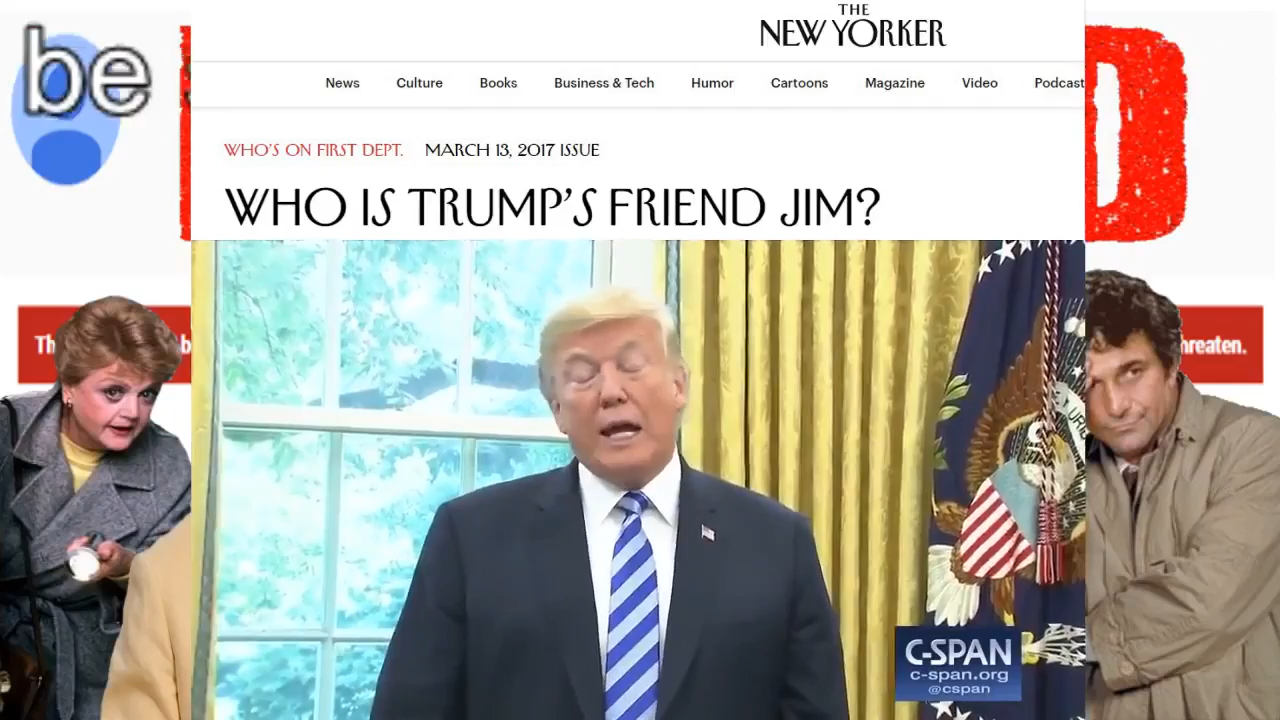 be
THE
NEW YORKER
News Culture Books Business & Tech Humor Cartoons Magazine Video Podcast
WHO'S ON FIRST DEPT. MARCH 13, 2017 ISSUE
WHO IS TRUMP'S FRIEND JIM?
hreaten.
C-SPAN
c-span.org
@cspan